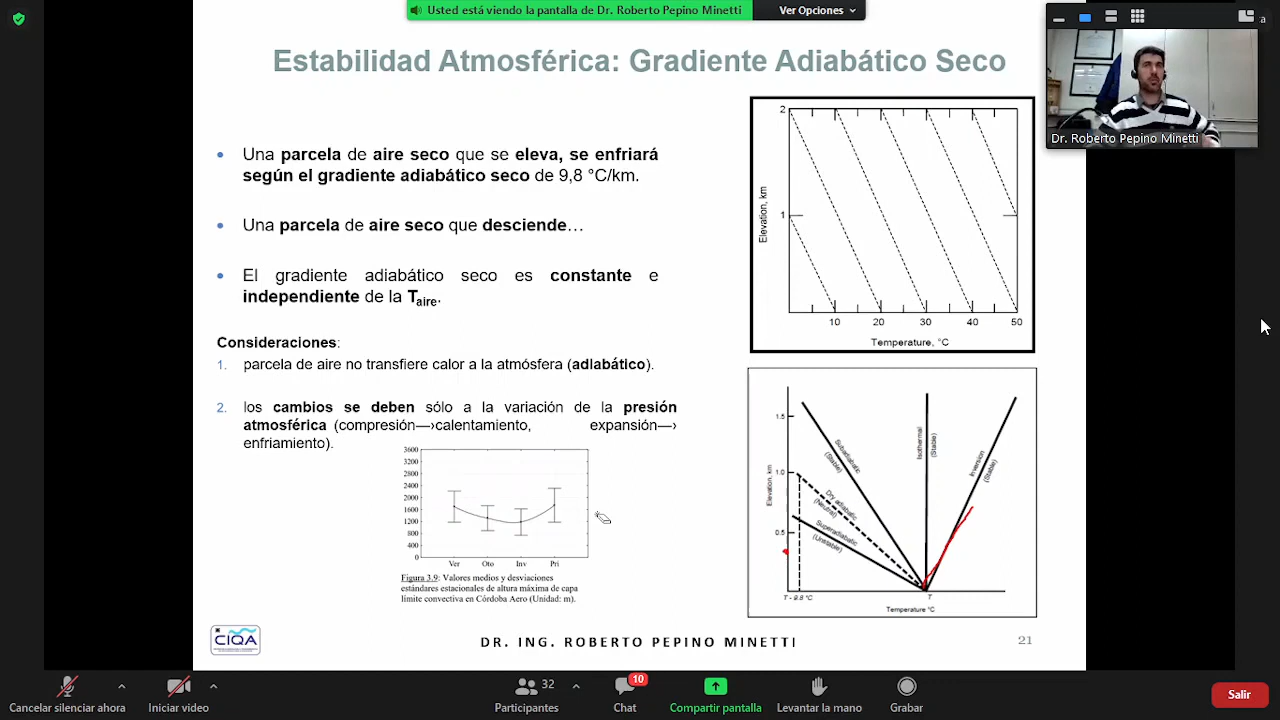 Usted está viendo la pantalla de Dr. Roberto Pepino Minetti
Ver Opciones
Estabilidad Atmosférica: Gradiente Adiabático Seco
Dr. Roberto Pepino Minetti
• Una parcela de aire seco que se eleva, se enfriará
según el gradiente adiabático seco de 9,8 °C/km.
• Una parcela de aire seco que desciende…
• El gradiente adiabático seco es constante e
independiente de la Taire.
Consideraciones:
1. parcela de aire no transfiere calor a la atmósfera (adiabático).
2. los cambios se deben sólo a la variación de la presión
atmosférica (compresión—›calentamiento, expansión—›
enfriamiento).
2
1
Elevation, km
10 20 30 40 50
Temperature, °C
3600
3200
2800
2400
2000
1600
1200
800
400
0
Ver Oto Inv Pri
Figura 3.9: Valores medios y desviaciones
estándares estacionales de altura máxima de capa
límite convectiva en Córdoba Aero (Unidad: m).
1.5
1.0
0.5
Elevation, km
Subadiabatic
(Stable)
Dry adiabatic
(Neutral)
Superadiabatic
(Unstable)
Isothermal
(Stable)
Inversion
(Stable)
T - 9.8 °C
T
Temperature °C
CIQA
DR. ING. ROBERTO PEPINO MINETTI
21
Cancelar silenciar ahora
Iniciar video
32
Participantes
10
Chat
Compartir pantalla
Levantar la mano
Grabar
Salir